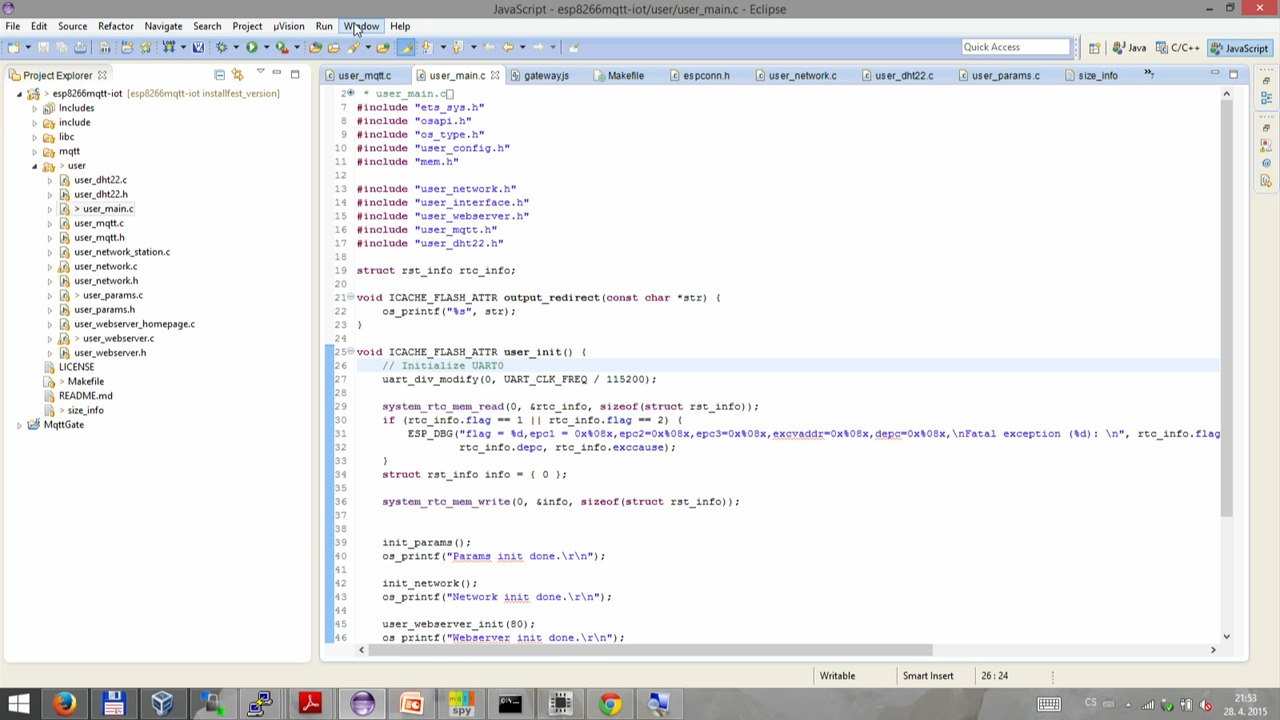 JavaScript - esp8266mqtt-iot/user/user_main.c - Eclipse
File Edit Source Refactor Navigate Search Project µVision Run Window Help
Quick Access
Java
C/C++
JavaScript
Project Explorer
> esp8266mqtt-iot [esp8266mqtt-iot installfest_version]
Includes
include
libc
mqtt
> user
user_dht22.c
user_dht22.h
> user_main.c
user_mqtt.c
user_mqtt.h
user_network_station.c
user_network.c
user_network.h
> user_params.c
user_params.h
user_webserver_homepage.c
> user_webserver.c
user_webserver.h
LICENSE
> Makefile
README.md
> size_info
MqttGate
user_mqtt.c user_main.c gateway.js Makefile espconn.h user_network.c user_dht22.c user_params.c size_info
2 * user_main.c
7 #include "ets_sys.h"
8 #include "osapi.h"
9 #include "os_type.h"
10 #include "user_config.h"
11 #include "mem.h"
12
13 #include "user_network.h"
14 #include "user_interface.h"
15 #include "user_webserver.h"
16 #include "user_mqtt.h"
17 #include "user_dht22.h"
18
19 struct rst_info rtc_info;
20
21 void ICACHE_FLASH_ATTR output_redirect(const char *str) {
22 os_printf("%s", str);
23 }
24
25 void ICACHE_FLASH_ATTR user_init() {
26 // Initialize UART0
27 uart_div_modify(0, UART_CLK_FREQ / 115200);
28
29 system_rtc_mem_read(0, &rtc_info, sizeof(struct rst_info));
30 if (rtc_info.flag == 1 || rtc_info.flag == 2) {
31 ESP_DBG("flag = %d,epc1 = 0x%08x,epc2=0x%08x,epc3=0x%08x,excvaddr=0x%08x,depc=0x%08x,\nFatal exception (%d): \n", rtc_info.flag
32 rtc_info.depc, rtc_info.exccause);
33 }
34 struct rst_info info = { 0 };
35
36 system_rtc_mem_write(0, &info, sizeof(struct rst_info));
37
38
39 init_params();
40 os_printf("Params init done.\r\n");
41
42 init_network();
43 os_printf("Network init done.\r\n");
44
45 user_webserver_init(80);
46 os_printf("Webserver init done.\r\n");
Writable Smart Insert 26 : 24
spy
CS
21:53
28. 4. 2015